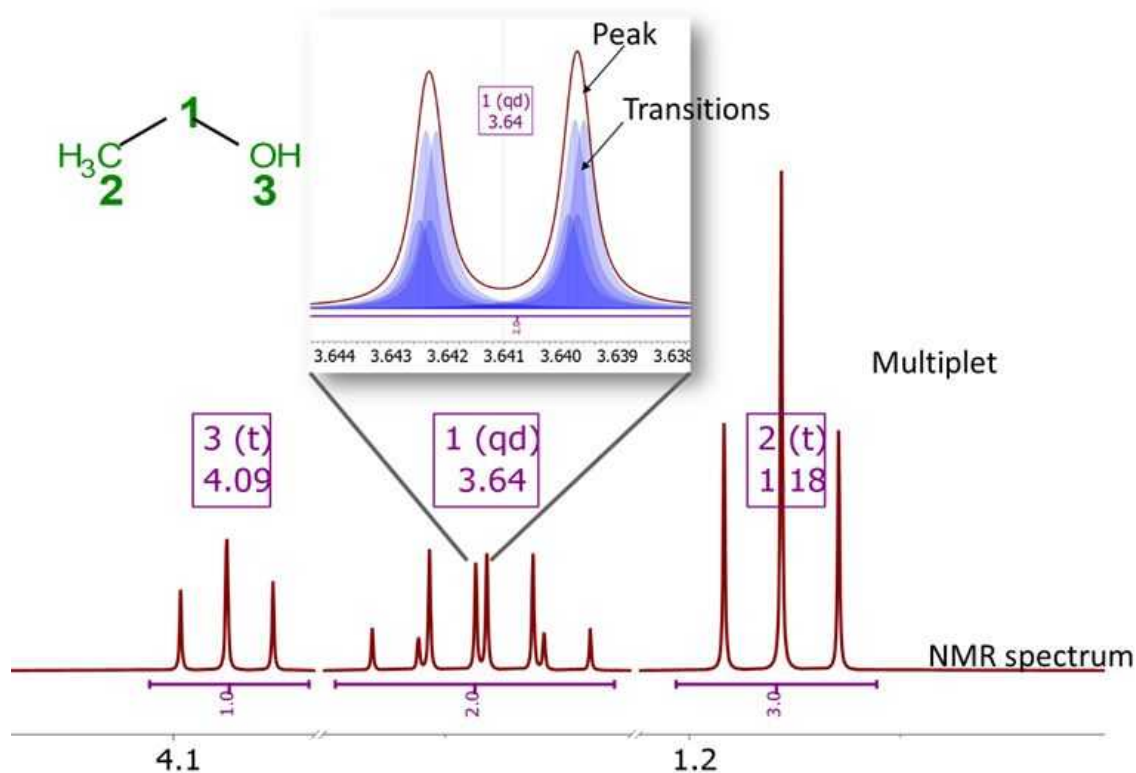 Peak
1 (qd)
3.64
Transitions
1
H₃C
OH
2
3
2.0
3.644 3.643 3.642 3.641 3.640 3.639 3.638
Multiplet
3 (t)
4.09
1 (qd)
3.64
2 (t)
1.18
NMR spectrum
1.0
2.0
3.0
4.1
1.2